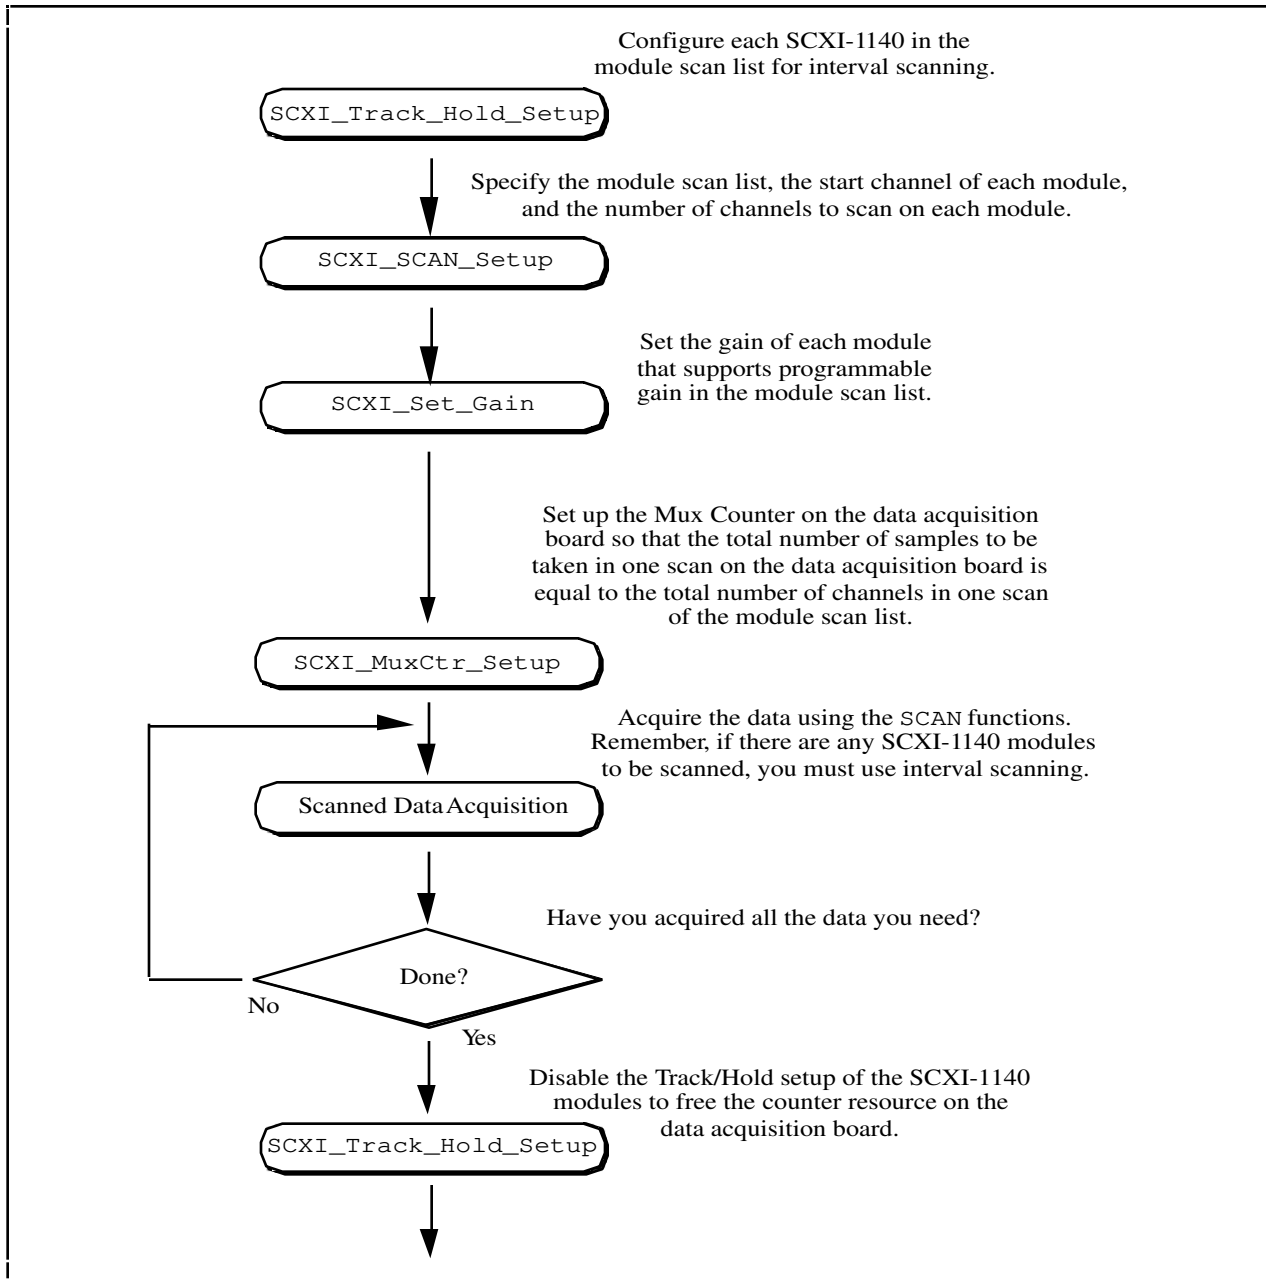 Configure each SCXI-1140 in the
module scan list for interval scanning.
SCXI_Track_Hold_Setup
Specify the module scan list, the start channel of each module,
and the number of channels to scan on each module.
SCXI_SCAN_Setup
Set the gain of each module
that supports programmable
gain in the module scan list.
SCXI_Set_Gain
Set up the Mux Counter on the data acquisition
board so that the total number of samples to be
taken in one scan on the data acquisition board is
equal to the total number of channels in one scan
of the module scan list.
SCXI_MuxCtr_Setup
Acquire the data using the SCAN functions.
Remember, if there are any SCXI-1140 modules
to be scanned, you must use interval scanning.
Scanned Data Acquisition
Have you acquired all the data you need?
Done?
No
Yes
Disable the Track/Hold setup of the SCXI-1140
modules to free the counter resource on the
data acquisition board.
SCXI_Track_Hold_Setup